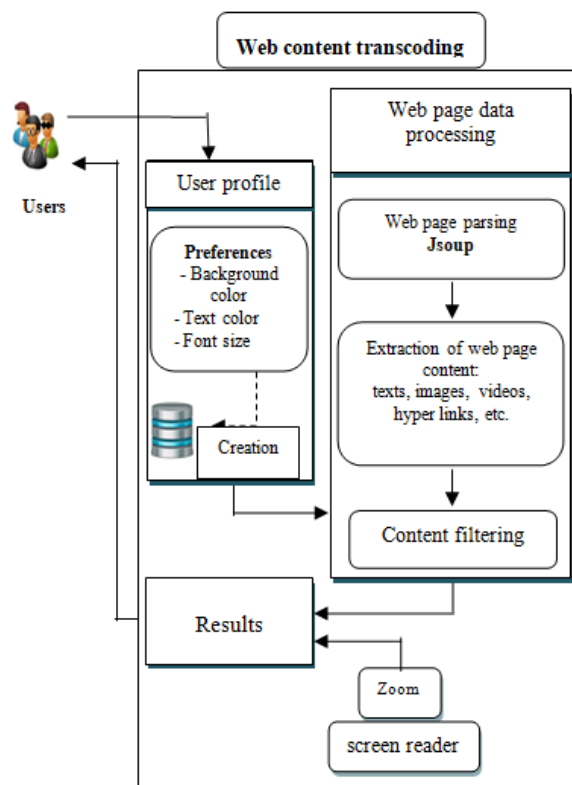 Web content transcoding
Users
User profile
Preferences
- Background
color
- Text color
- Font size
Creation
Web page data
processing
Web page parsing
Jsoup
Extraction of web page
content:
texts, images, videos,
hyper links, etc.
Content filtering
Results
Zoom
screen reader